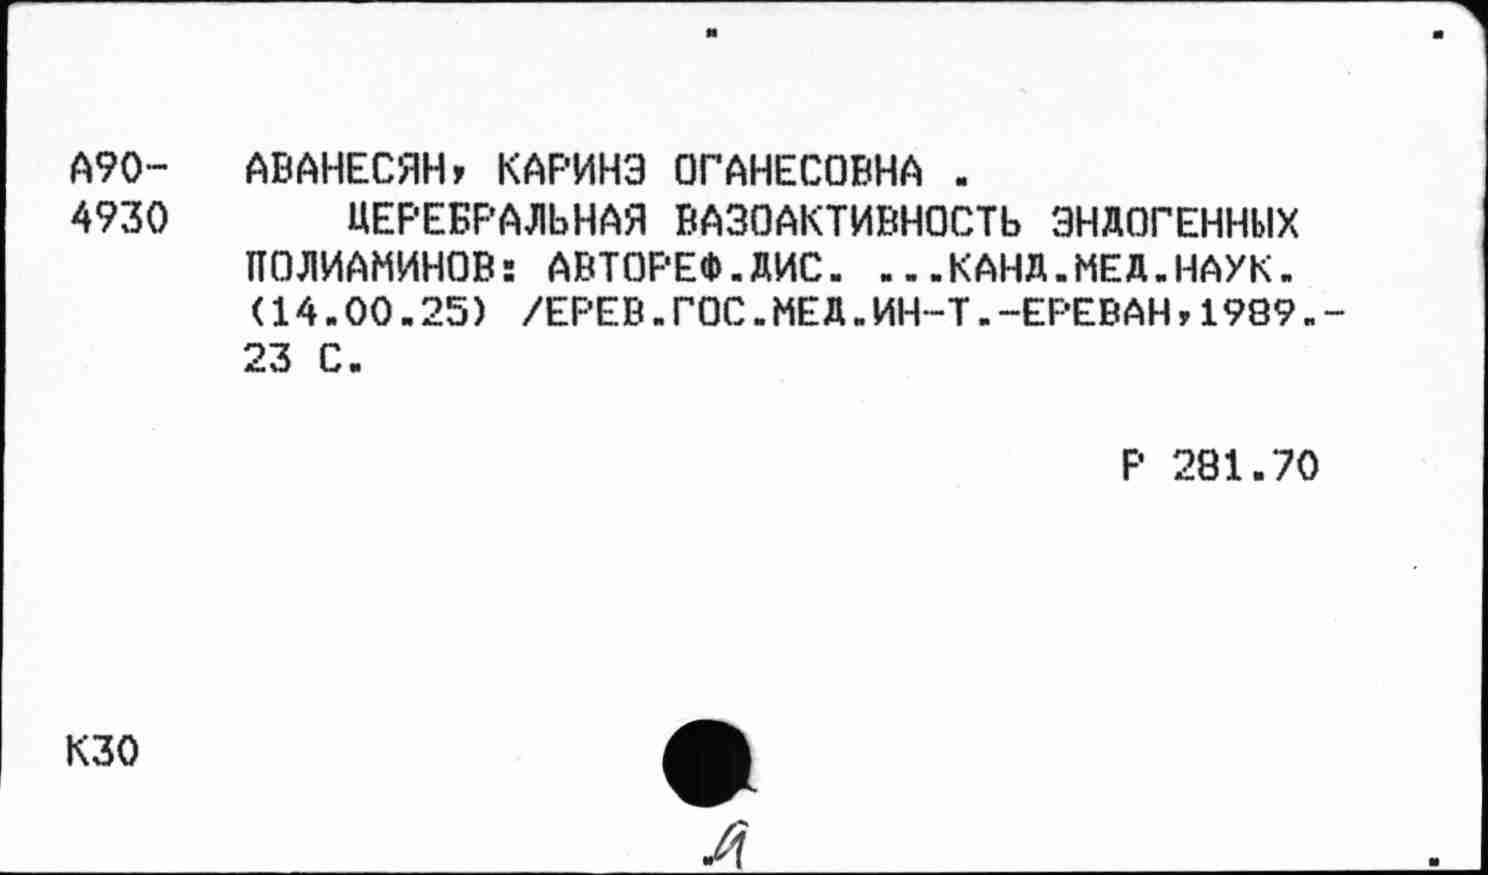 А90- АВАНЕСЯН, КАРИНЭ ОГАНЕСОВНА .
4930 ЦЕРЕБРАЛЬНАЯ ВАЗОАКТИВНОСТЬ ЭНДОГЕННЫХ
ПОЛИАМИНОВ: АВТОРЕФ.ДИС. ...КАНД.МЕД.НАУК.
(14.00.25) /ЕРЕВ.ГОС.МЕД.ИН-Т.-ЕРЕВАН,1989.-
23 С.
Р 281.70
К30